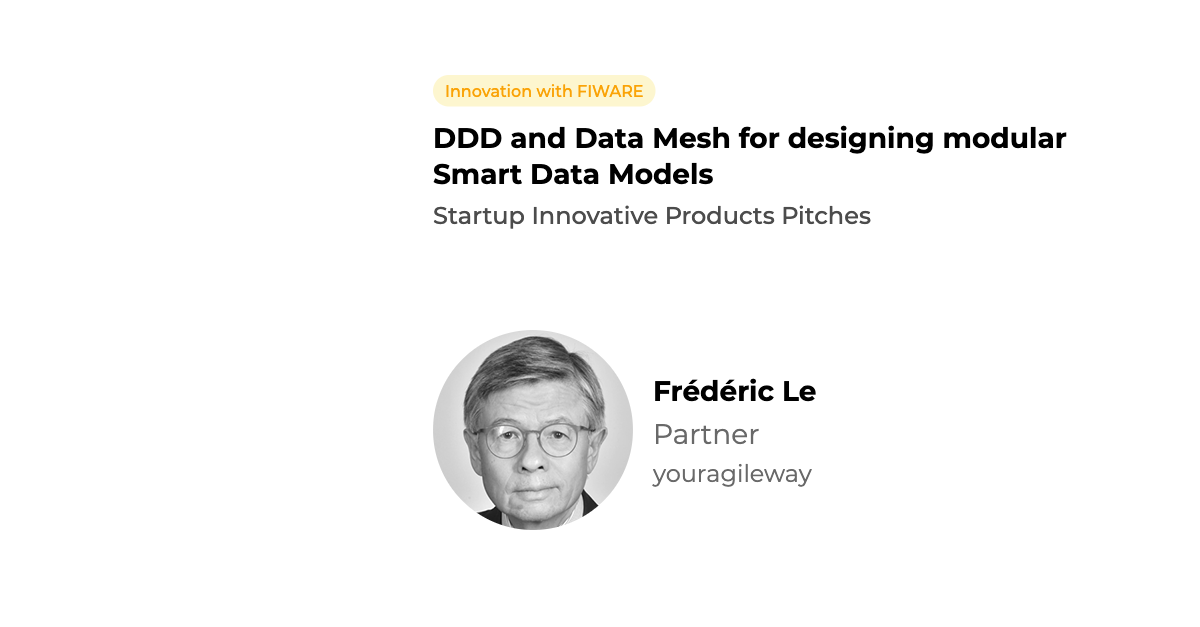 Innovation with FIWARE
DDD and Data Mesh for designing modular
Smart Data Models
Startup Innovative Products Pitches
Frédéric Le
Partner
youragileway